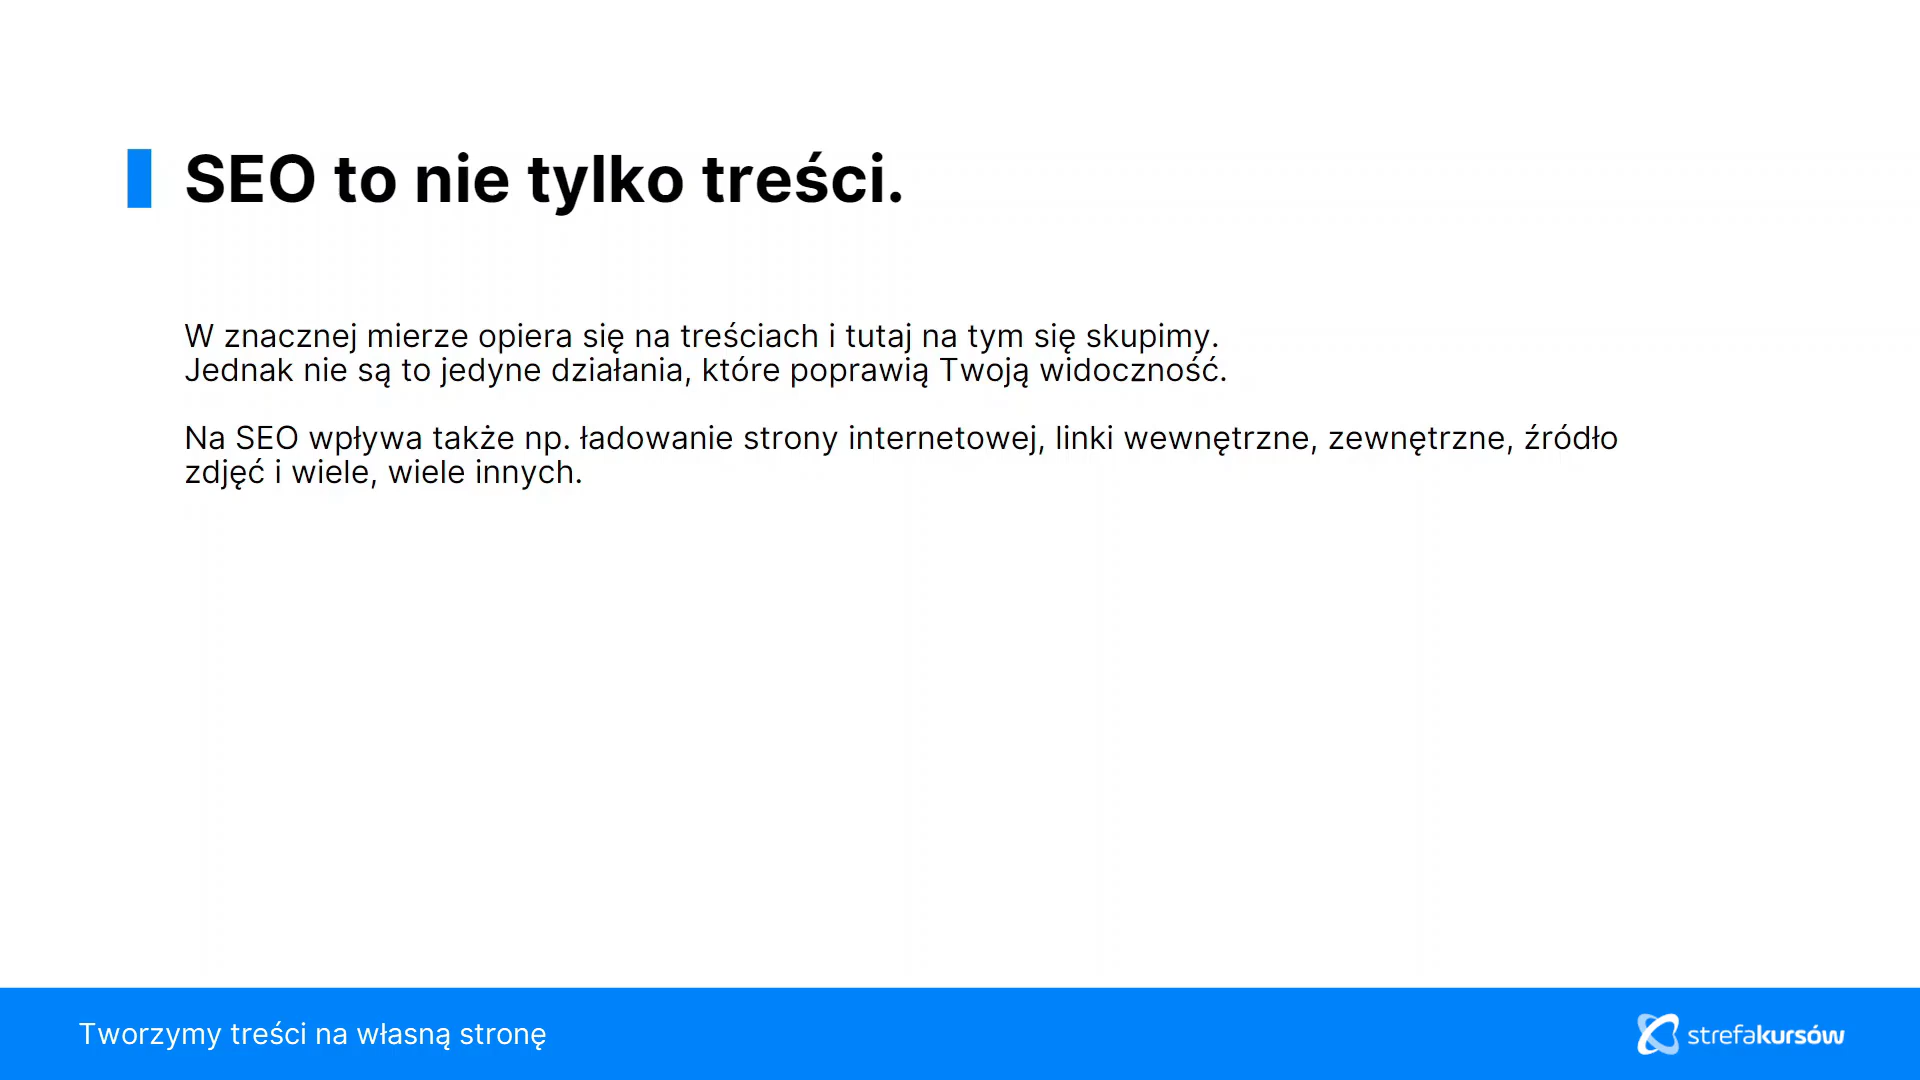 SEO to nie tylko treści.
W znacznej mierze opiera się na treściach i tutaj na tym się skupimy.
Jednak nie są to jedyne działania, które poprawią Twoją widoczność.
Na SEO wpływa także np. ładowanie strony internetowej, linki wewnętrzne, zewnętrzne, źródło
zdjęć i wiele, wiele innych.
Tworzymy treści na własną stronę
strefakursów